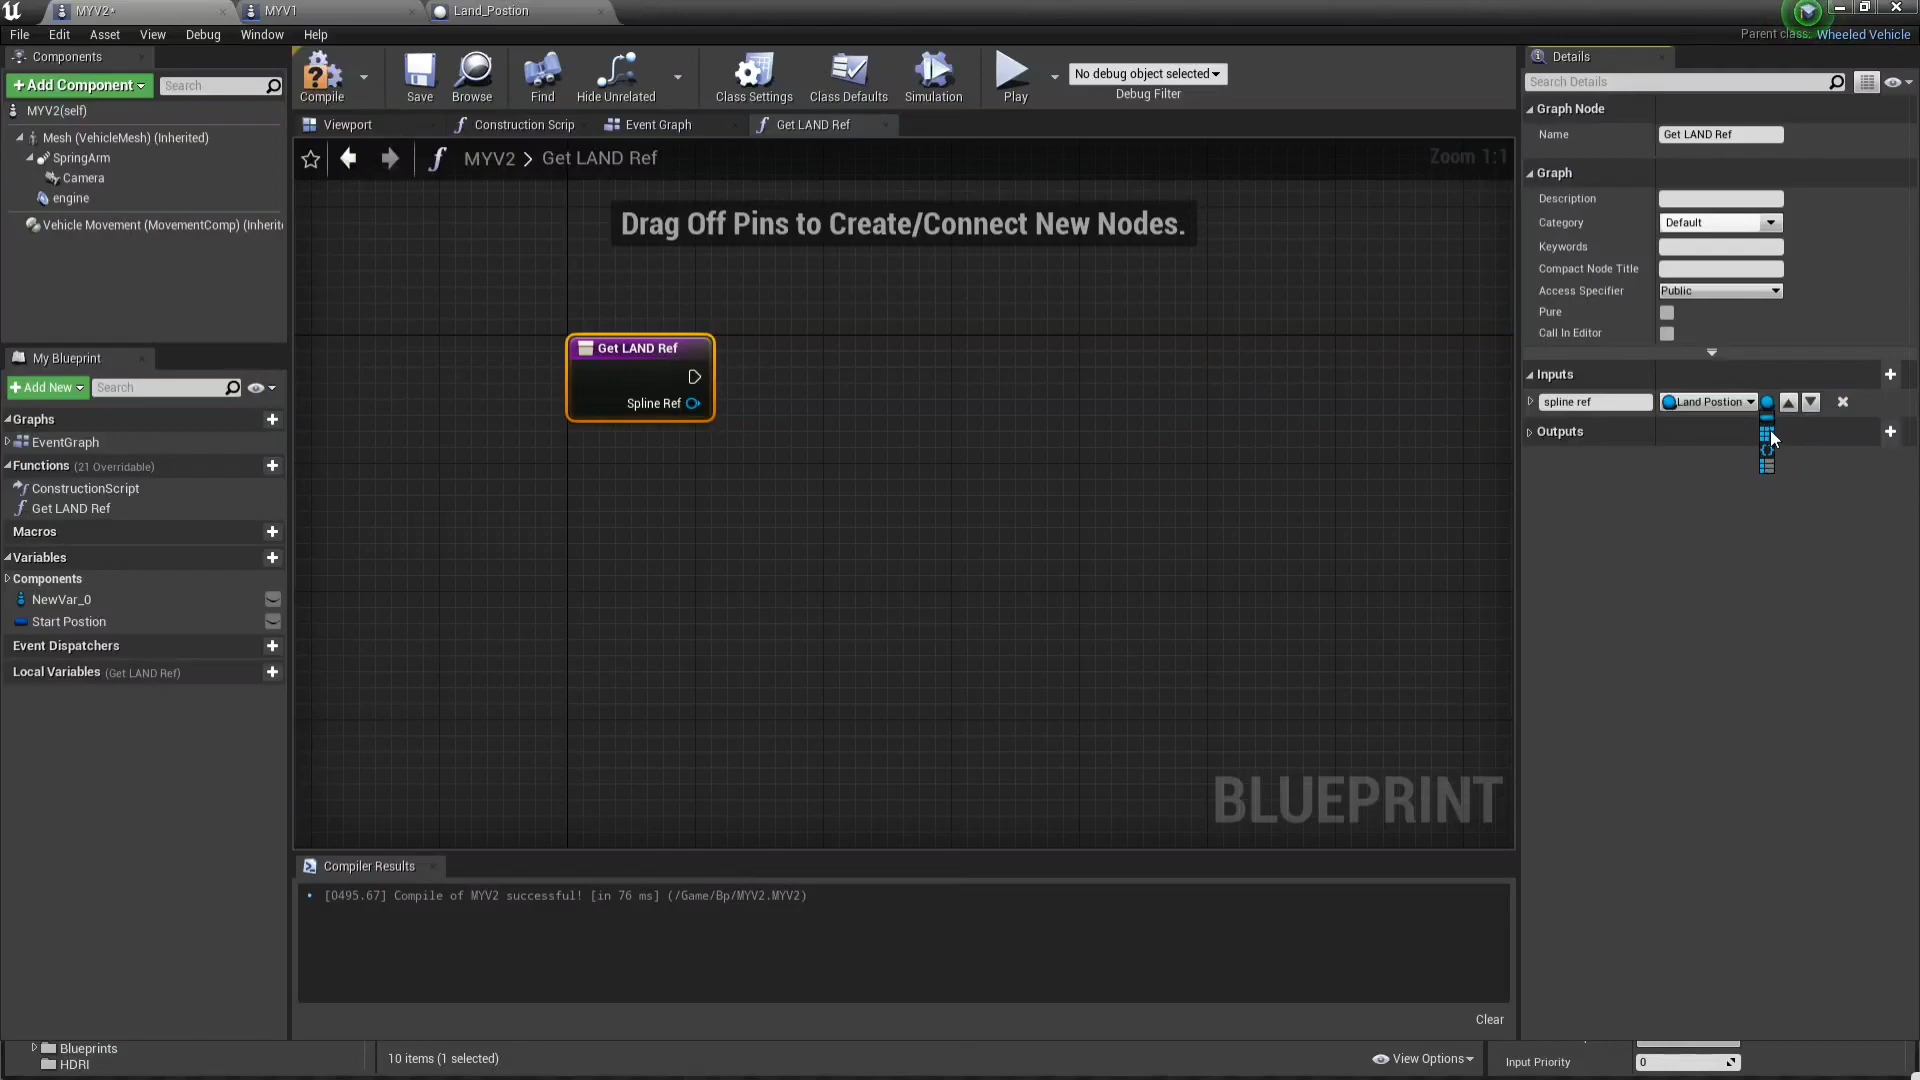 MYV2*
MYV1
Land_Postion
File Edit Asset View Debug Window Help
Parent class: Wheeled Vehicle
Components
+Add Component
Search
MYV2(self)
Mesh (VehicleMesh) (Inherited)
SpringArm
Camera
engine
Vehicle Movement (MovementComp) (Inherit
Compile
Save
Browse
Find
Hide Unrelated
Class Settings
Class Defaults
Simulation
Play
No debug object selected
Debug Filter
Viewport
Construction Scrip
Event Graph
Get LAND Ref
MYV2 > Get LAND Ref
Zoom 1:1
Drag Off Pins to Create/Connect New Nodes.
Get LAND Ref
Spline Ref
BLUEPRINT
My Blueprint
+Add New
Search
Graphs
EventGraph
Functions (21 Overridable)
ConstructionScript
Get LAND Ref
Macros
Variables
Components
NewVar_0
Start Postion
Event Dispatchers
Local Variables (Get LAND Ref)
Compiler Results
[0495.67] Compile of MYV2 successful! [in 76 ms] (/Game/Bp/MYV2.MYV2)
Clear
Details
Search Details
Graph Node
Name Get LAND Ref
Graph
Description
Category Default
Keywords
Compact Node Title
Access Specifier Public
Pure
Call In Editor
Inputs
spline ref Land Postion
Outputs
Blueprints
HDRI
10 items (1 selected)
View Options
Input Priority 0